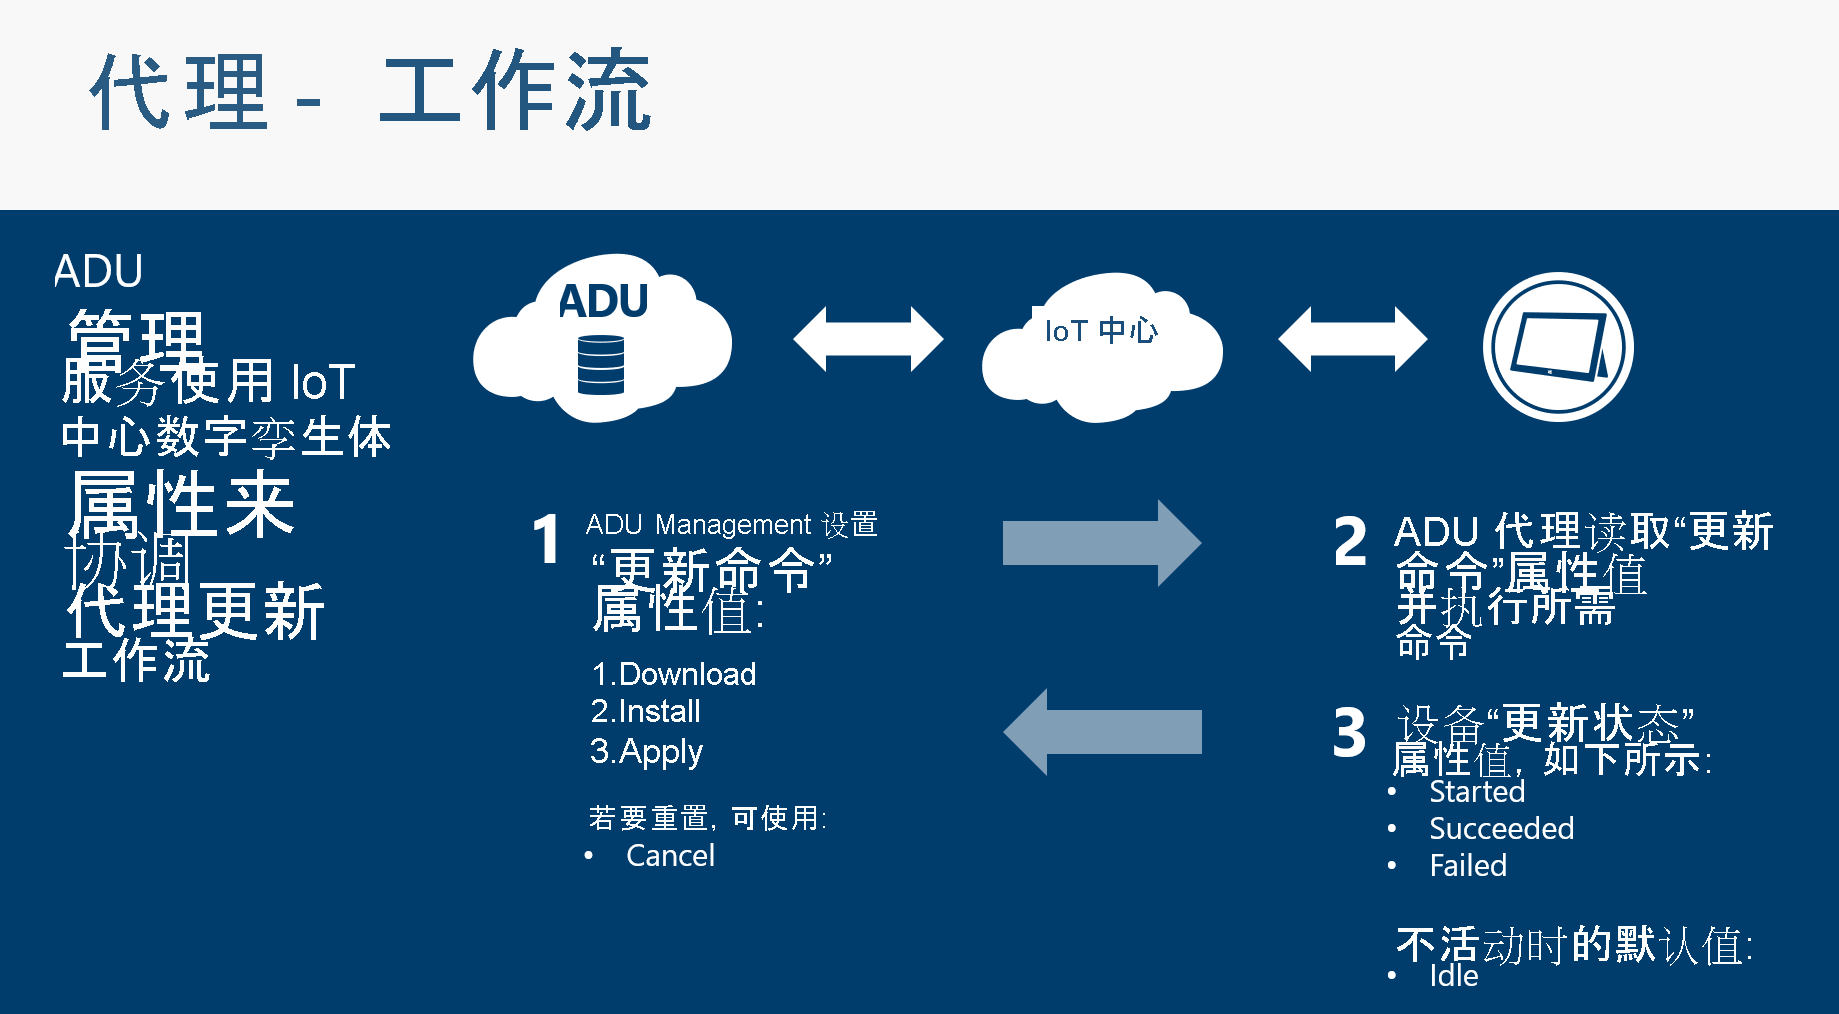 代理 - 工作流
ADU
管理
服务使用 IoT
中心数字孪生体
属性来
协调
代理更新
工作流
ADU
IoT 中心
1
ADU Management 设置
“更新命令”
属性值:
1.Download
2.Install
3.Apply
若要重置, 可使用:
• Cancel
2
ADU 代理读取“更新
命令”属性值
并执行所需
命令
3
设备“更新状态”
属性值, 如下所示:
• Started
• Succeeded
• Failed
不活动时的默认值:
• Idle